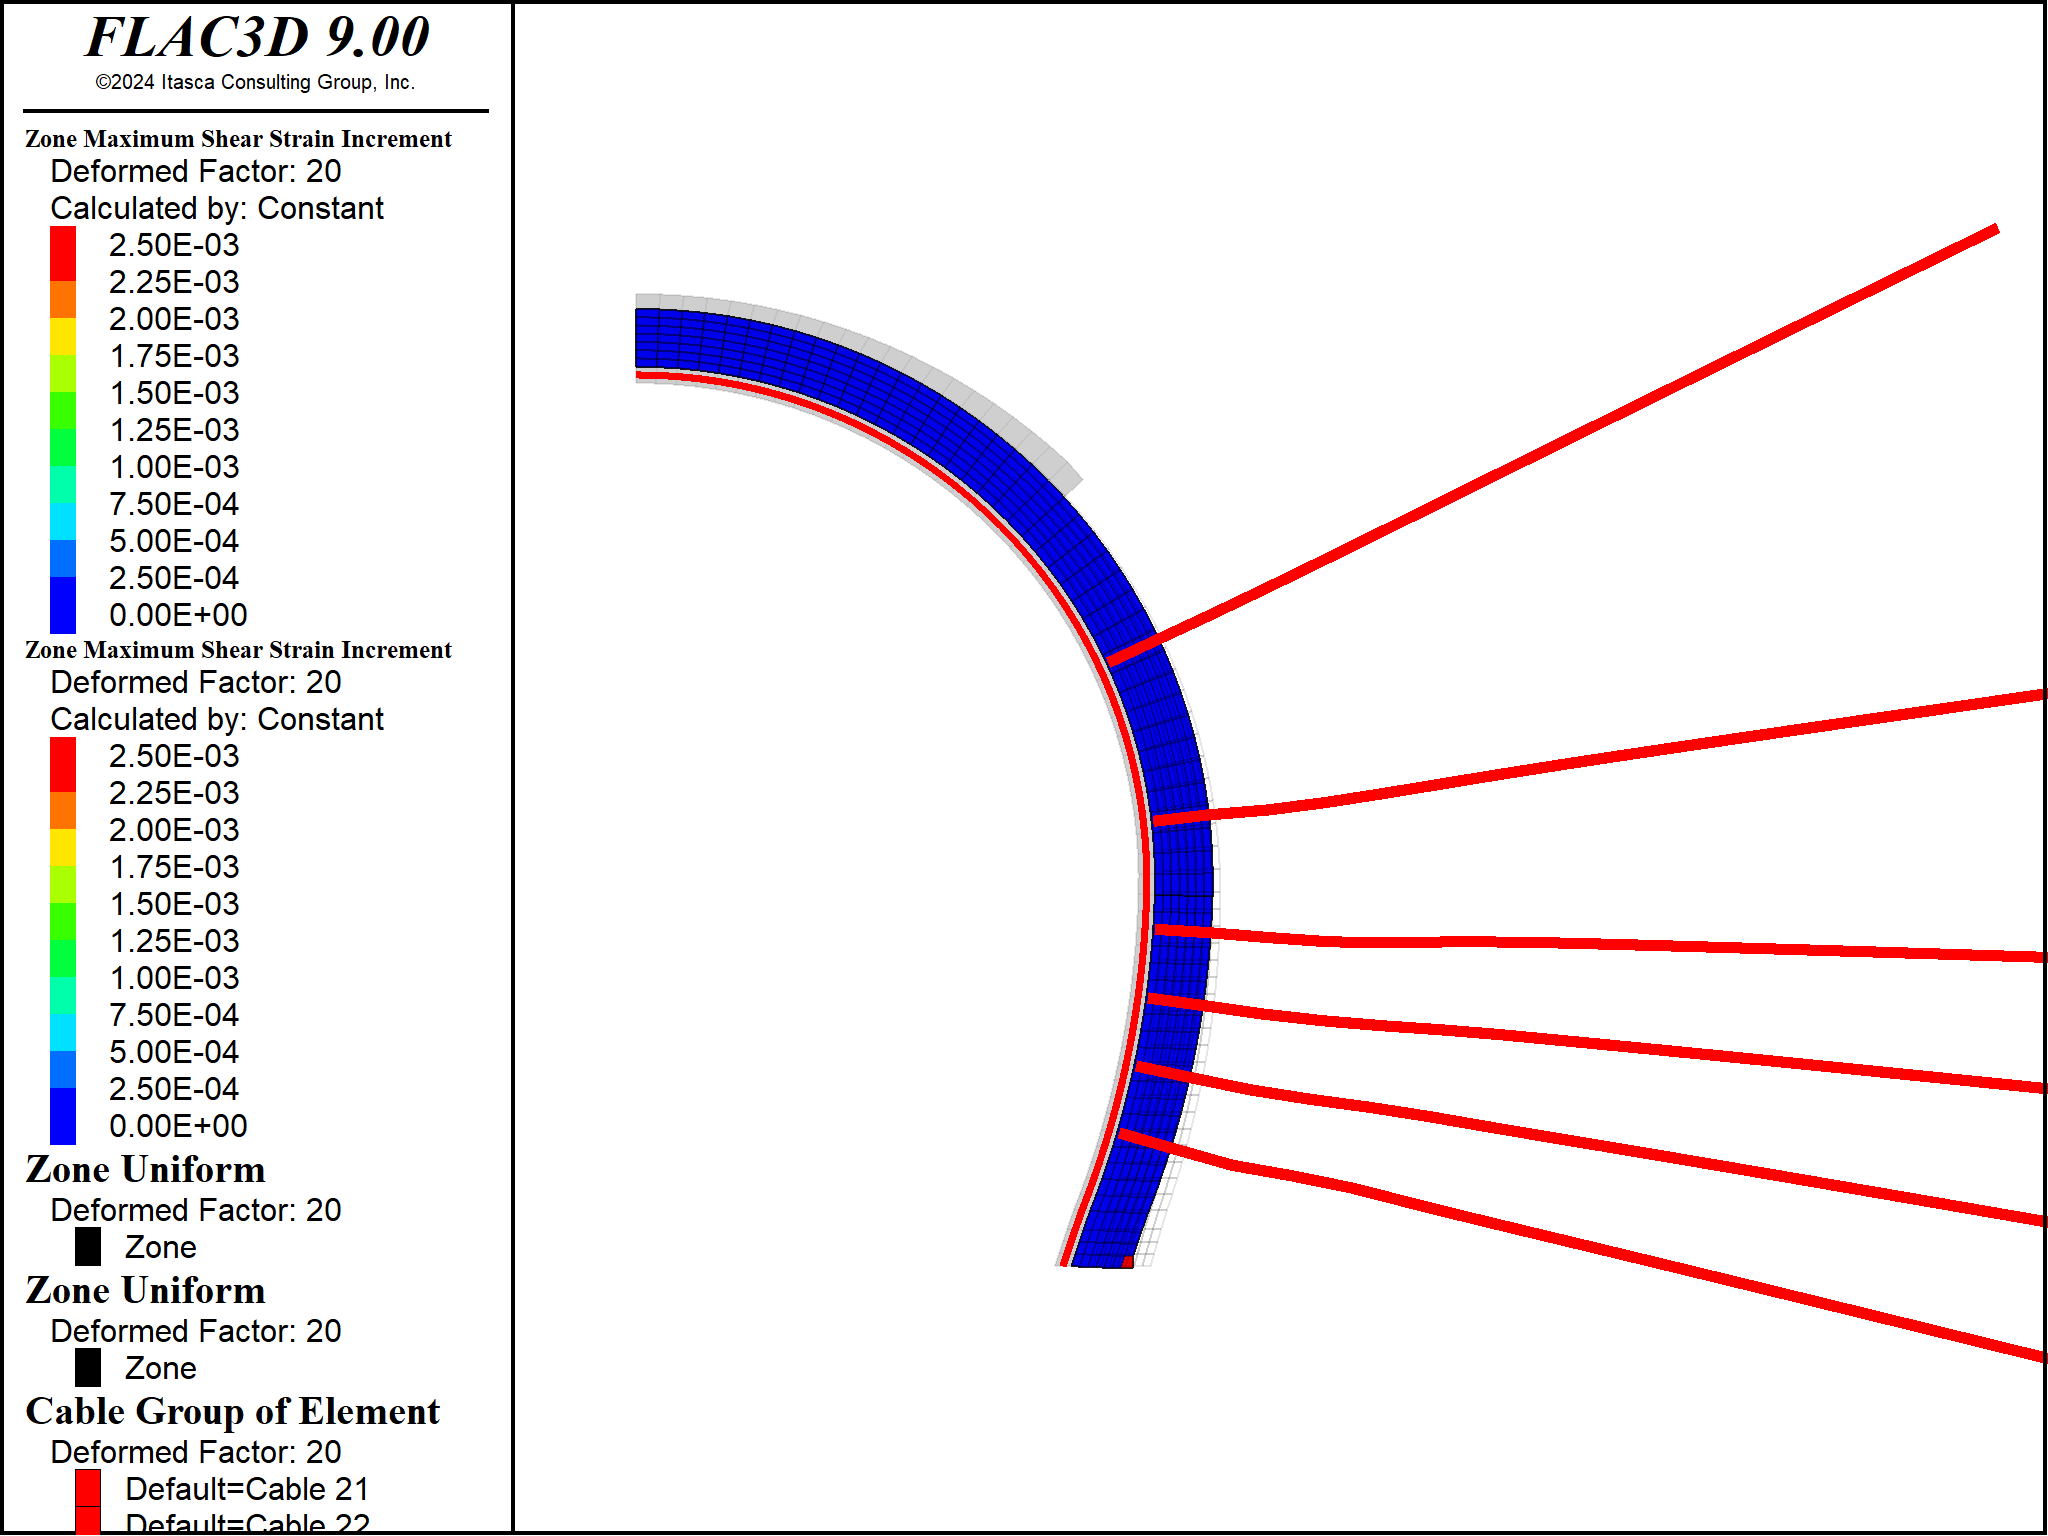 FLAC3D 9.00
©2024 Itasca Consulting Group, Inc.
Zone Maximum Shear Strain Increment
Deformed Factor: 20
Calculated by: Constant
2.50E-03
2.25E-03
2.00E-03
1.75E-03
1.50E-03
1.25E-03
1.00E-03
7.50E-04
5.00E-04
2.50E-04
0.00E+00
Zone Maximum Shear Strain Increment
Deformed Factor: 20
Calculated by: Constant
2.50E-03
2.25E-03
2.00E-03
1.75E-03
1.50E-03
1.25E-03
1.00E-03
7.50E-04
5.00E-04
2.50E-04
0.00E+00
Zone Uniform
Deformed Factor: 20
Zone
Zone Uniform
Deformed Factor: 20
Zone
Cable Group of Element
Deformed Factor: 20
Default=Cable 21
Default=Cable 22